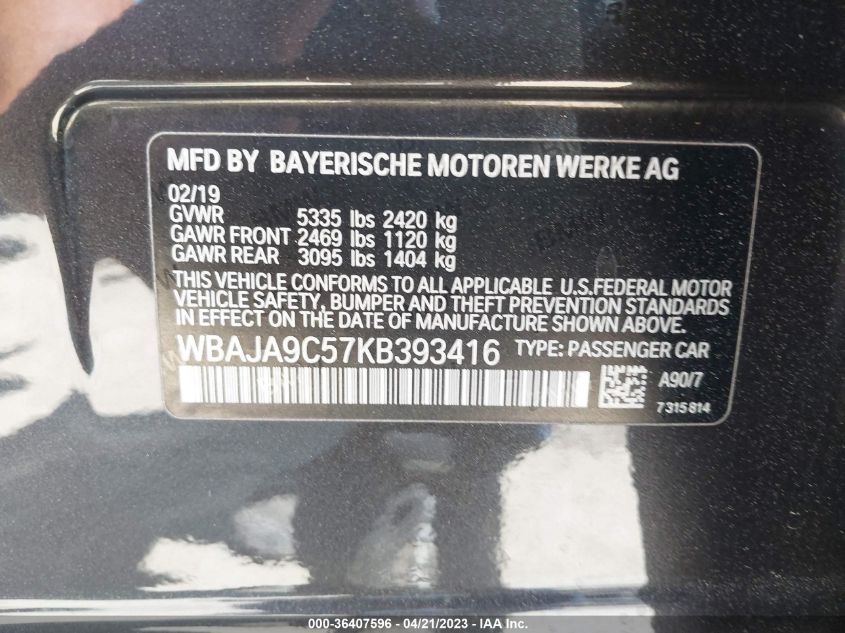 MFD BY BAYERISCHE MOTOREN WERKE AG
02/19
GVWR 5335 lbs 2420 kg
GAWR FRONT 2469 lbs 1120 kg
GAWR REAR 3095 lbs 1404 kg
THIS VEHICLE CONFORMS TO ALL APPLICABLE U.S.FEDERAL MOTOR
VEHICLE SAFETY, BUMPER AND THEFT PREVENTION STANDARDS
IN EFFECT ON THE DATE OF MANUFACTURE SHOWN ABOVE.
WBAJA9C57KB393416 TYPE: PASSENGER CAR
A90/7
7315814
000-36407596 - 04/21/2023 - IAA, Inc.